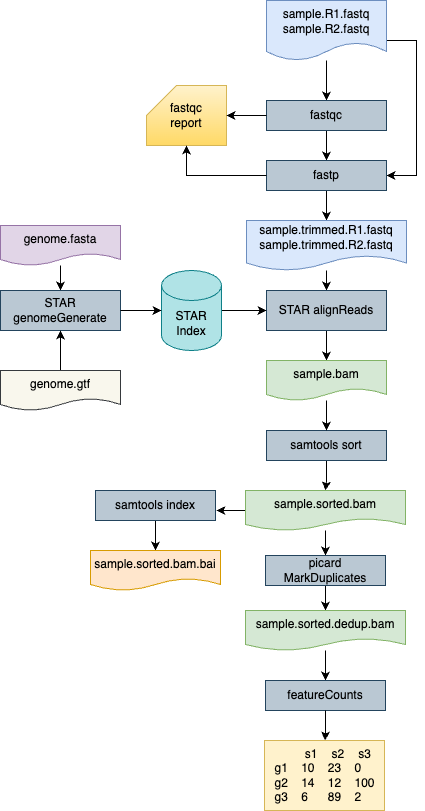 sample.R1.fastq
sample.R2.fastq
fastqc
report
fastqc
fastp
sample.trimmed.R1.fastq
sample.trimmed.R2.fastq
genome.fasta
STAR
genomeGenerate
STAR
Index
STAR alignReads
genome.gtf
sample.bam
samtools sort
samtools index
sample.sorted.bam
sample.sorted.bam.bai
picard
MarkDuplicates
sample.sorted.dedup.bam
featureCounts
s1 s2 s3
g1 10 23 0
g2 14 12 100
g3 6 89 2